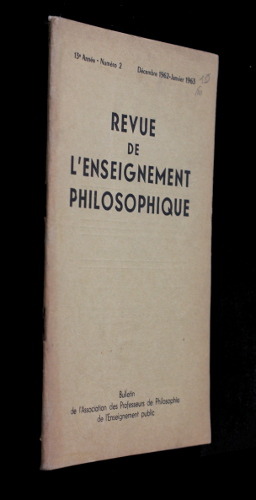 13e Année - Numéro 2
Décembre 1962-Janvier 1963
REVUE
DE
L'ENSEIGNEMENT
PHILOSOPHIQUE
Bulletin
de l'Association des Professeurs de Philosophie
de l'Enseignement public